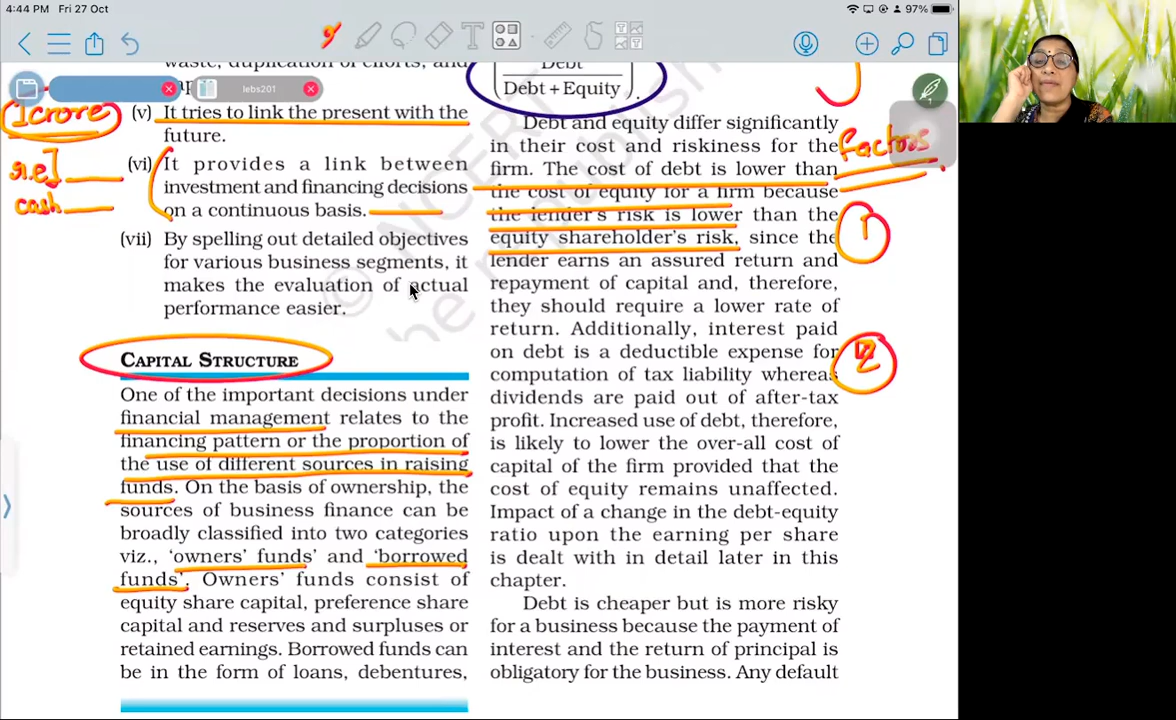 4:44 PM Fri 27 Oct
97%
waste, duplication of efforts, and
lebs201
(v) It tries to link the present with the
future.
(vi) It provides a link between
investment and financing decisions
on a continuous basis.
(vii) By spelling out detailed objectives
for various business segments, it
makes the evaluation of actual
performance easier.
1crore
r.e]
cash
CAPITAL STRUCTURE
One of the important decisions under
financial management relates to the
financing pattern or the proportion of
the use of different sources in raising
funds. On the basis of ownership, the
sources of business finance can be
broadly classified into two categories
viz., ‘owners’ funds’ and ‘borrowed
funds’. Owners’ funds consist of
equity share capital, preference share
capital and reserves and surpluses or
retained earnings. Borrowed funds can
be in the form of loans, debentures,
Debt
Debt + Equity
Debt and equity differ significantly
in their cost and riskiness for the
firm. The cost of debt is lower than
the cost of equity for a firm because
the lender’s risk is lower than the
equity shareholder’s risk, since the
lender earns an assured return and
repayment of capital and, therefore,
they should require a lower rate of
return. Additionally, interest paid
on debt is a deductible expense for
computation of tax liability whereas
dividends are paid out of after-tax
profit. Increased use of debt, therefore,
is likely to lower the over-all cost of
capital of the firm provided that the
cost of equity remains unaffected.
Impact of a change in the debt-equity
ratio upon the earning per share
is dealt with in detail later in this
chapter.
Debt is cheaper but is more risky
for a business because the payment of
interest and the return of principal is
obligatory for the business. Any default
factors
1
2
© NCERT
be republished